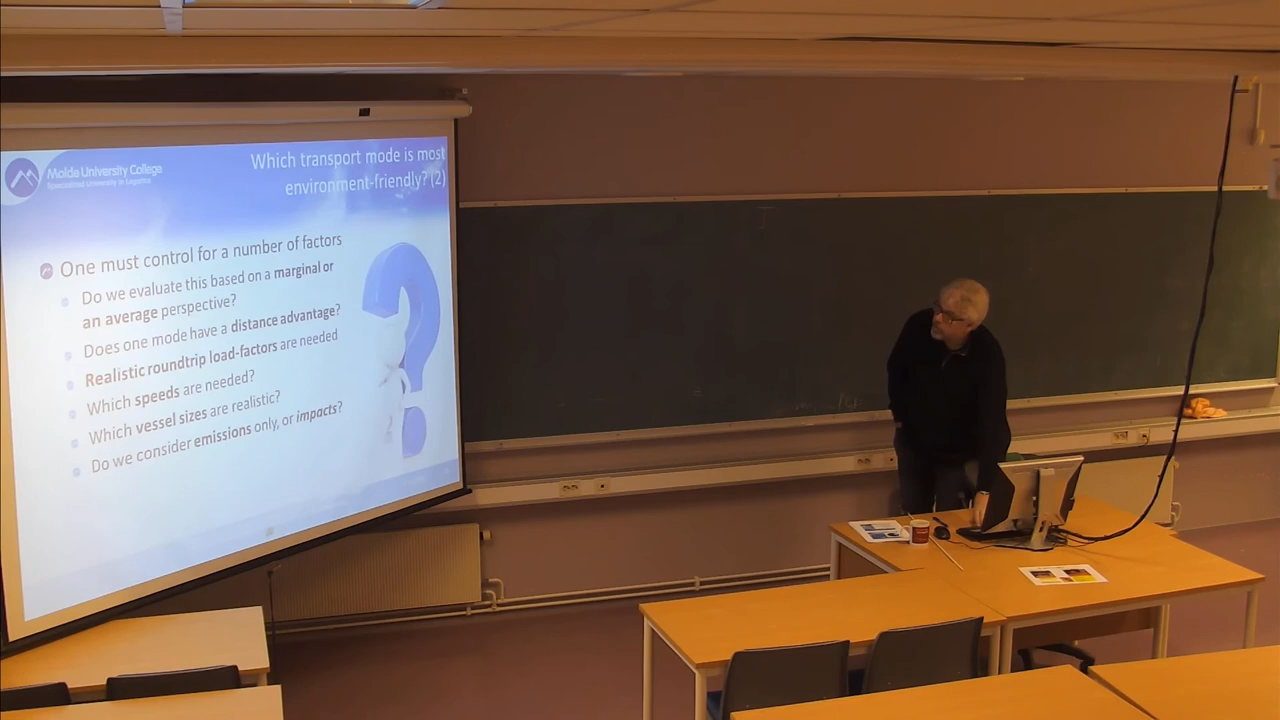 Molde University College
Specialized University in Logistics
Which transport mode is most
environment-friendly? (2)
One must control for a number of factors
Do we evaluate this based on a marginal or
an average perspective?
Does one mode have a distance advantage?
Realistic roundtrip load-factors are needed
Which speeds are needed?
Which vessel sizes are realistic?
Do we consider emissions only, or impacts?